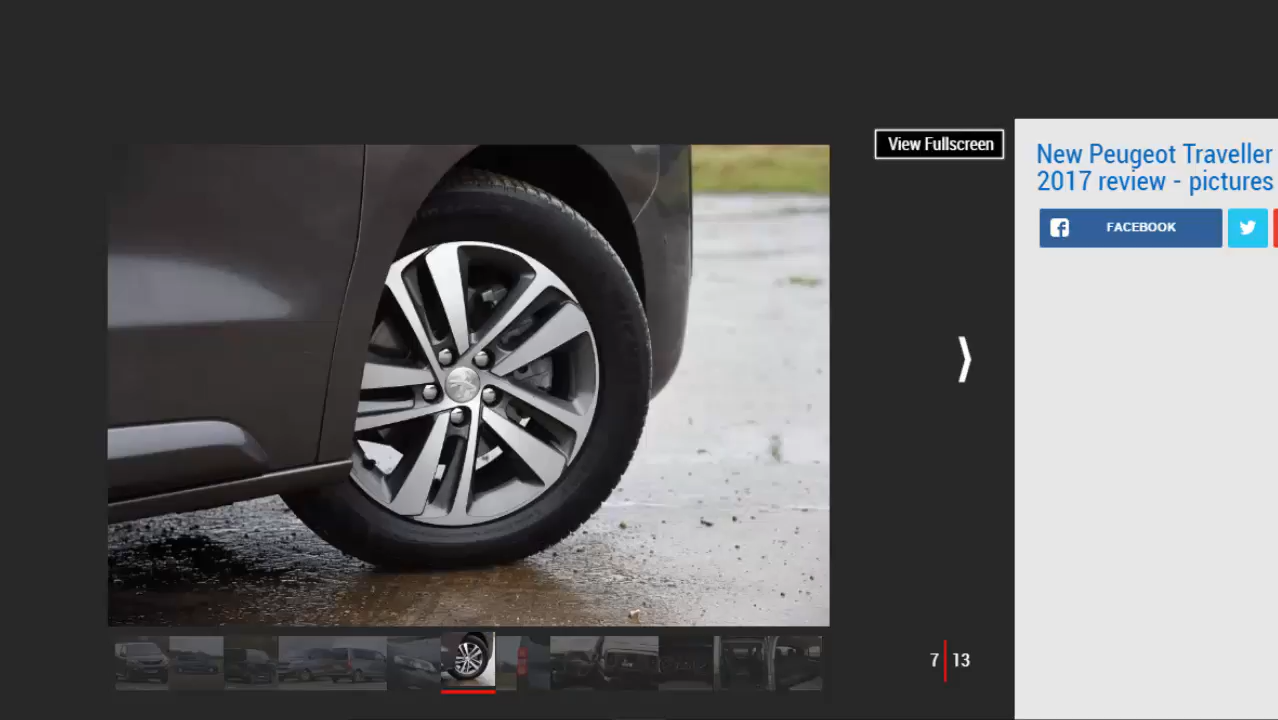 View Fullscreen
New Peugeot Traveller
2017 review - pictures
FACEBOOK
7 13